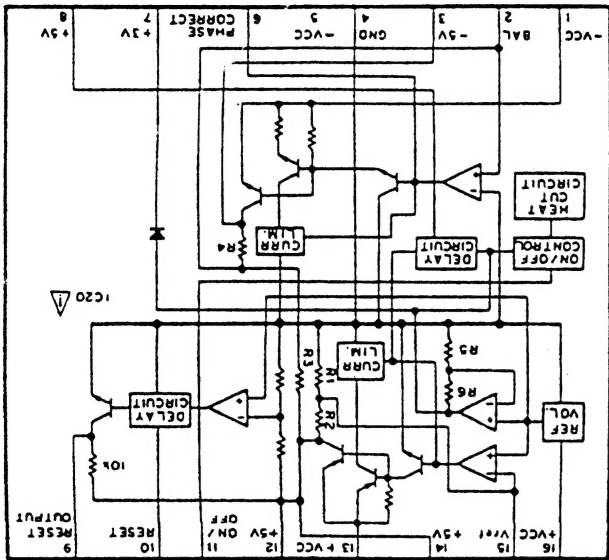 16 15 14 13 12 11 10 9
+VCC Vref +5V +VCC +5V ON/ OFF RESET RESET OUTPUT
10k
REF VOL
R6
R5
R2
R1
R3
CURR LIM.
DELAY CIRCUIT
IC20
ON/OFF CONTROL
DELAY CIRCUIT
CURR LIM.
R4
HEAT CUT CIRCUIT
-VCC BAL -5V GND -VCC PHASE CORRECT +3V +5V
1 2 3 4 5 6 7 8